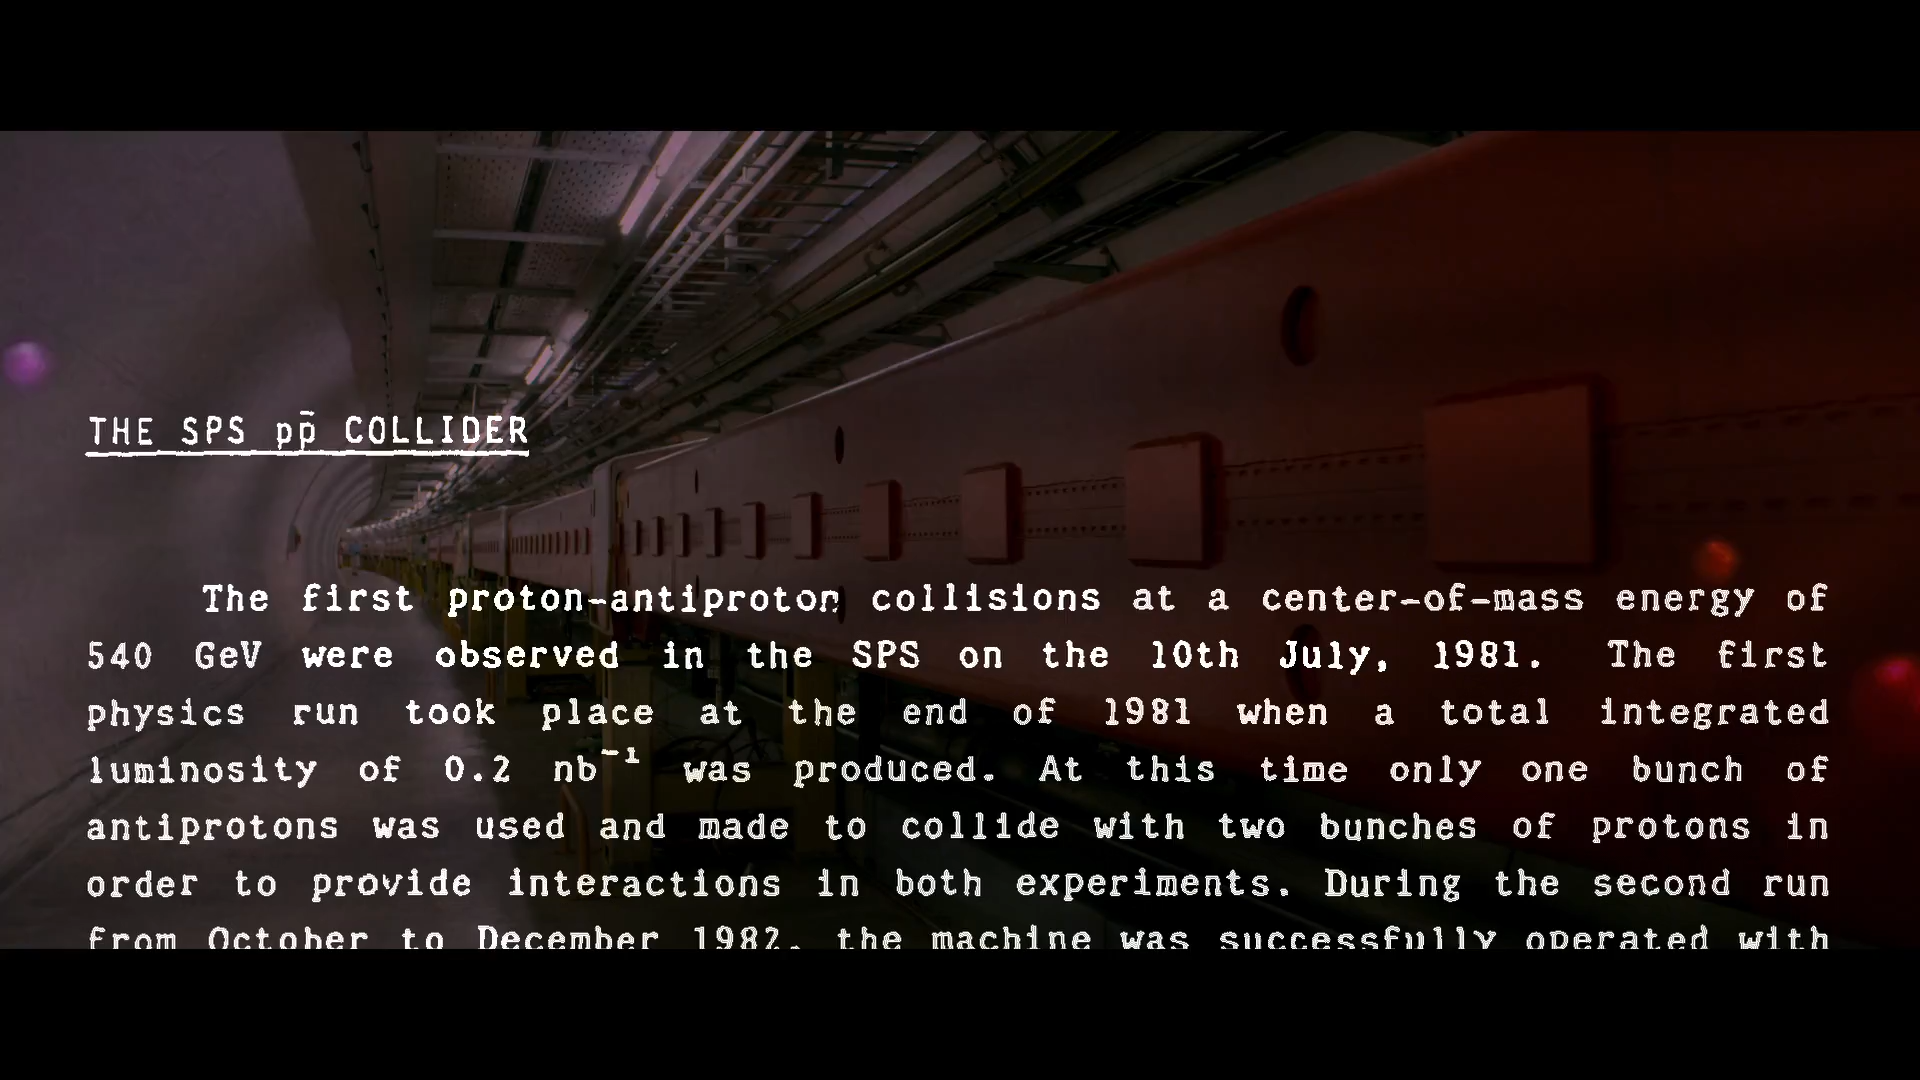 THE SPS pp̄ COLLIDER
The first proton-antiproton collisions at a center-of-mass energy of
540 GeV were observed in the SPS on the 10th July, 1981. The first
physics run took place at the end of 1981 when a total integrated
luminosity of 0.2 nb⁻¹ was produced. At this time only one bunch of
antiprotons was used and made to collide with two bunches of protons in
order to provide interactions in both experiments. During the second run
from October to December 1982, the machine was successfully operated with